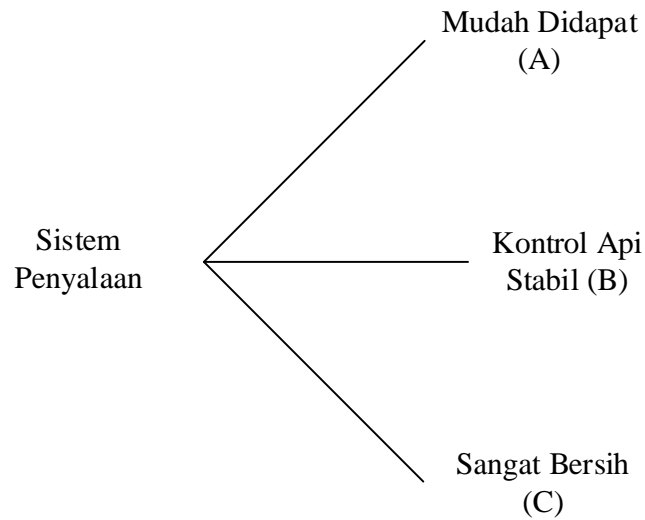 Mudah Didapat
(A)
Sistem
Penyalaan
Kontrol Api
Stabil (B)
Sangat Bersih
(C)